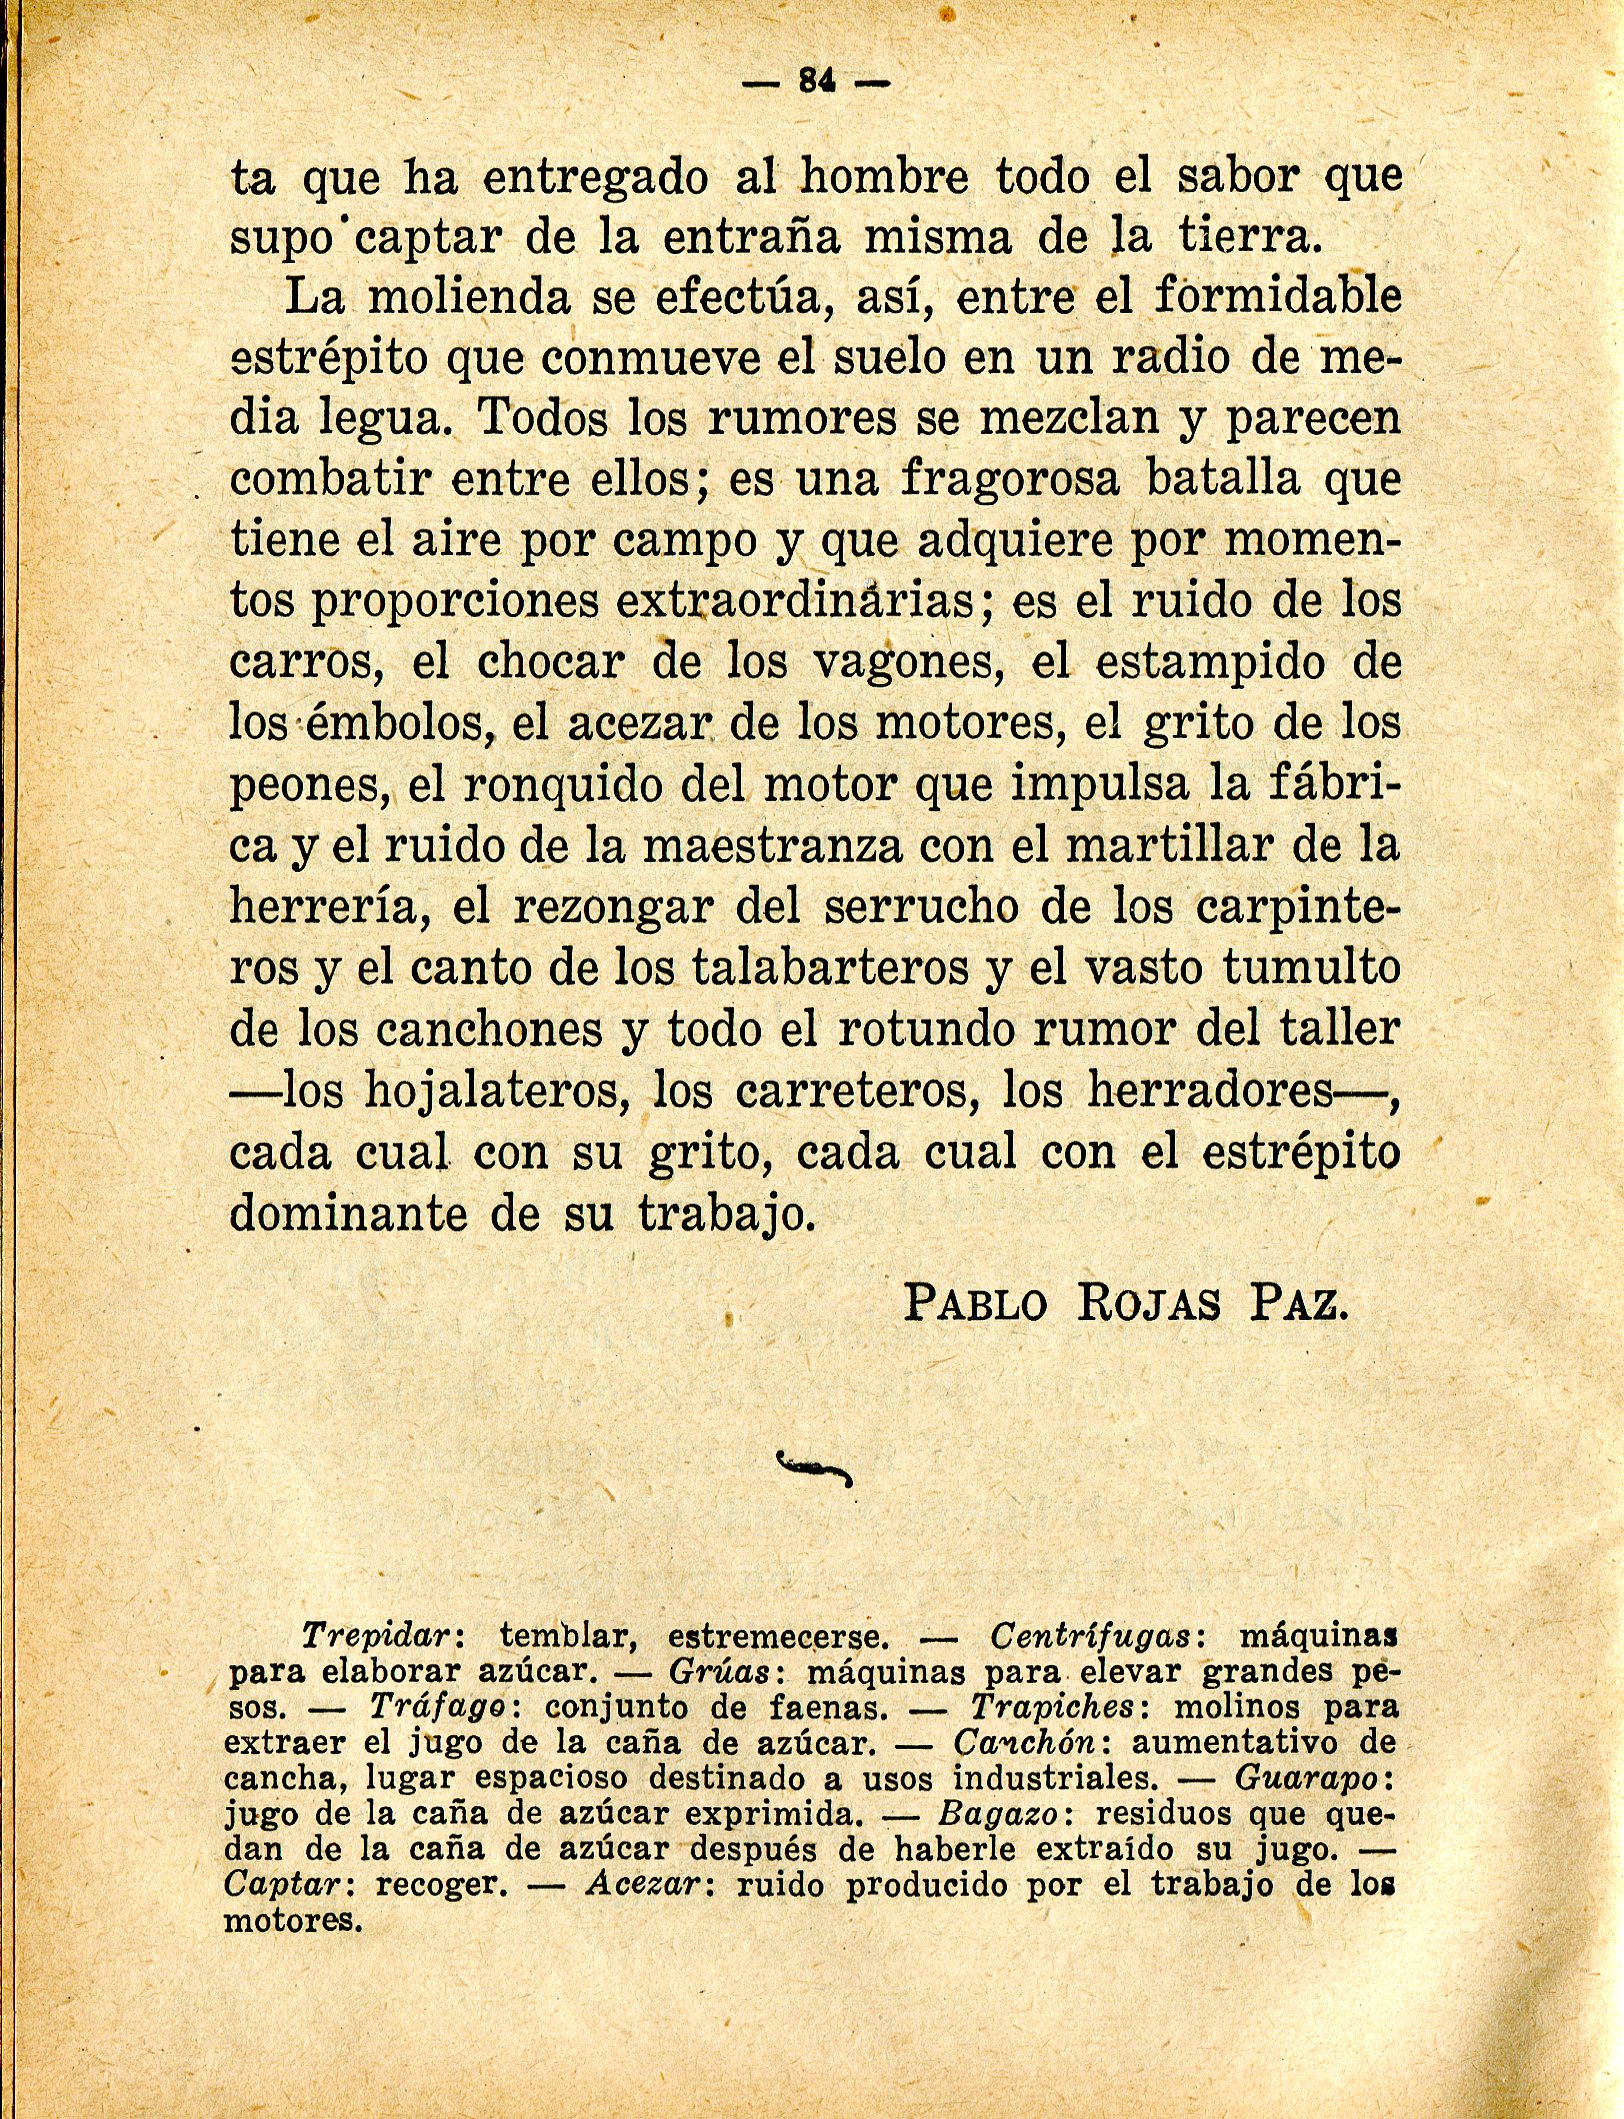 — 84 —
ta que ha entregado al hombre todo el sabor que
supo captar de la entraña misma de la tierra.
La molienda se efectúa, así, entre el formidable
estrépito que conmueve el suelo en un radio de me-
dia legua. Todos los rumores se mezclan y parecen
combatir entre ellos; es una fragorosa batalla que
tiene el aire por campo y que adquiere por momen-
tos proporciones extraordinarias; es el ruido de los
carros, el chocar de los vagones, el estampido de
los émbolos, el acezar de los motores, el grito de los
peones, el ronquido del motor que impulsa la fábri-
ca y el ruido de la maestranza con el martillar de la
herrería, el rezongar del serrucho de los carpinte-
ros y el canto de los talabarteros y el vasto tumulto
de los canchones y todo el rotundo rumor del taller
—los hojalateros, los carreteros, los herradores—,
cada cual con su grito, cada cual con el estrépito
dominante de su trabajo.
PABLO ROJAS PAZ.
Trepidar: temblar, estremecerse. — Centrífugas: máquinas
para elaborar azúcar. — Grúas: máquinas para elevar grandes pe-
sos. — Tráfago: conjunto de faenas. — Trapiches: molinos para
extraer el jugo de la caña de azúcar. — Canchón: aumentativo de
cancha, lugar espacioso destinado a usos industriales. — Guarapo:
jugo de la caña de azúcar exprimida. — Bagazo: residuos que que-
dan de la caña de azúcar después de haberle extraído su jugo. —
Captar: recoger. — Acezar: ruido producido por el trabajo de los
motores.